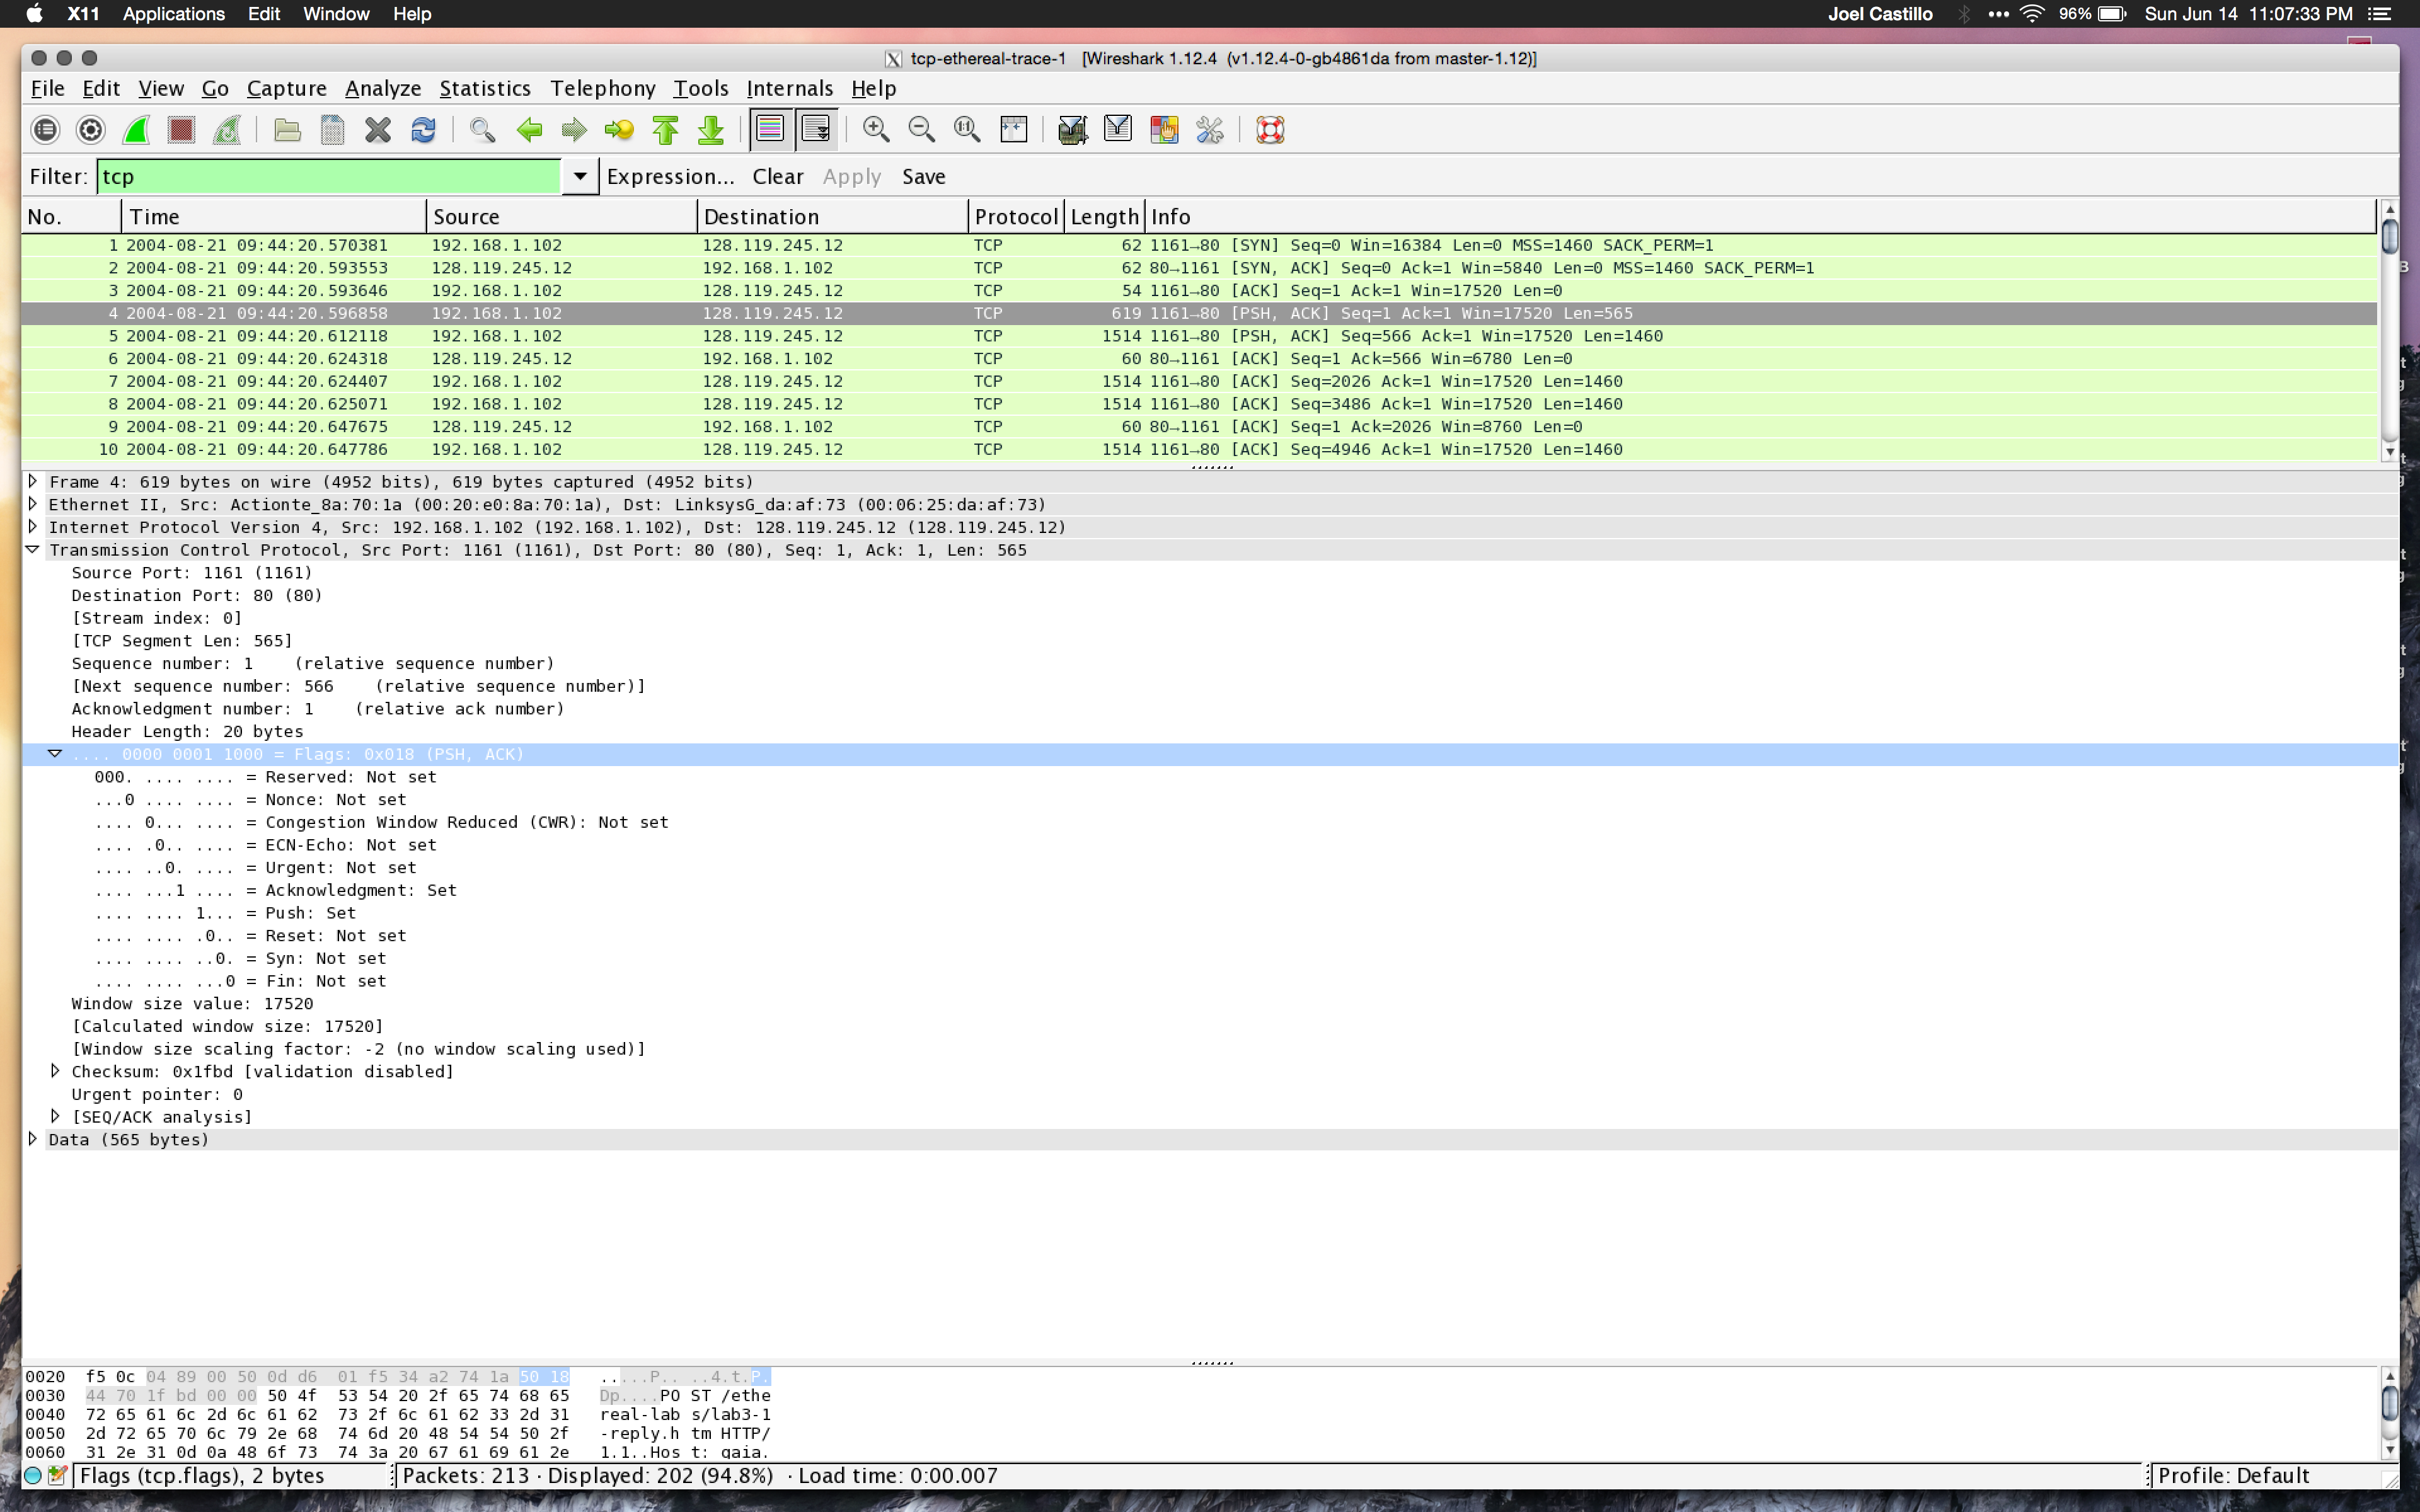 X11 Applications Edit Window Help Joel Castillo 96% Sun Jun 14 11:07:33 PM
tcp-ethereal-trace-1 [Wireshark 1.12.4 (v1.12.4-0-gb4861da from master-1.12)]
File Edit View Go Capture Analyze Statistics Telephony Tools Internals Help
Filter: tcp Expression... Clear Apply Save
No. Time Source Destination Protocol Length Info
1 2004-08-21 09:44:20.570381 192.168.1.102 128.119.245.12 TCP 62 1161→80 [SYN] Seq=0 Win=16384 Len=0 MSS=1460 SACK_PERM=1
2 2004-08-21 09:44:20.593553 128.119.245.12 192.168.1.102 TCP 62 80→1161 [SYN, ACK] Seq=0 Ack=1 Win=5840 Len=0 MSS=1460 SACK_PERM=1
3 2004-08-21 09:44:20.593646 192.168.1.102 128.119.245.12 TCP 54 1161→80 [ACK] Seq=1 Ack=1 Win=17520 Len=0
4 2004-08-21 09:44:20.596858 192.168.1.102 128.119.245.12 TCP 619 1161→80 [PSH, ACK] Seq=1 Ack=1 Win=17520 Len=565
5 2004-08-21 09:44:20.612118 192.168.1.102 128.119.245.12 TCP 1514 1161→80 [PSH, ACK] Seq=566 Ack=1 Win=17520 Len=1460
6 2004-08-21 09:44:20.624318 128.119.245.12 192.168.1.102 TCP 60 80→1161 [ACK] Seq=1 Ack=566 Win=6780 Len=0
7 2004-08-21 09:44:20.624407 192.168.1.102 128.119.245.12 TCP 1514 1161→80 [ACK] Seq=2026 Ack=1 Win=17520 Len=1460
8 2004-08-21 09:44:20.625071 192.168.1.102 128.119.245.12 TCP 1514 1161→80 [ACK] Seq=3486 Ack=1 Win=17520 Len=1460
9 2004-08-21 09:44:20.647675 128.119.245.12 192.168.1.102 TCP 60 80→1161 [ACK] Seq=1 Ack=2026 Win=8760 Len=0
10 2004-08-21 09:44:20.647786 192.168.1.102 128.119.245.12 TCP 1514 1161→80 [ACK] Seq=4946 Ack=1 Win=17520 Len=1460
Frame 4: 619 bytes on wire (4952 bits), 619 bytes captured (4952 bits)
Ethernet II, Src: Actionte_8a:70:1a (00:20:e0:8a:70:1a), Dst: LinksysG_da:af:73 (00:06:25:da:af:73)
Internet Protocol Version 4, Src: 192.168.1.102 (192.168.1.102), Dst: 128.119.245.12 (128.119.245.12)
Transmission Control Protocol, Src Port: 1161 (1161), Dst Port: 80 (80), Seq: 1, Ack: 1, Len: 565
Source Port: 1161 (1161)
Destination Port: 80 (80)
[Stream index: 0]
[TCP Segment Len: 565]
Sequence number: 1 (relative sequence number)
[Next sequence number: 566 (relative sequence number)]
Acknowledgment number: 1 (relative ack number)
Header Length: 20 bytes
.... 0000 0001 1000 = Flags: 0x018 (PSH, ACK)
000. .... .... = Reserved: Not set
...0 .... .... = Nonce: Not set
.... 0... .... = Congestion Window Reduced (CWR): Not set
.... .0.. .... = ECN-Echo: Not set
.... ..0. .... = Urgent: Not set
.... ...1 .... = Acknowledgment: Set
.... .... 1... = Push: Set
.... .... .0.. = Reset: Not set
.... .... ..0. = Syn: Not set
.... .... ...0 = Fin: Not set
Window size value: 17520
[Calculated window size: 17520]
[Window size scaling factor: -2 (no window scaling used)]
Checksum: 0x1fbd [validation disabled]
Urgent pointer: 0
[SEQ/ACK analysis]
Data (565 bytes)
0020 f5 0c 04 89 00 50 0d d6 01 f5 34 a2 74 1a 50 18 .....P.. ..4.t.P.
0030 44 70 1f bd 00 00 50 4f 53 54 20 2f 65 74 68 65 Dp....PO ST /ethe
0040 72 65 61 6c 2d 6c 61 62 73 2f 6c 61 62 33 2d 31 real-lab s/lab3-1
0050 2d 72 65 70 6c 79 2e 68 74 6d 20 48 54 54 50 2f -reply.h tm HTTP/
0060 31 2e 31 0d 0a 48 6f 73 74 3a 20 67 61 69 61 2e 1.1..Hos t: gaia.
Flags (tcp.flags), 2 bytes Packets: 213 · Displayed: 202 (94.8%) · Load time: 0:00.007 Profile: Default